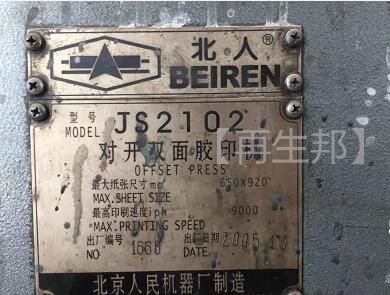 北人®
BEIREN
型号 JS2102
MODEL
对开双面胶印机
OFFSET PRESS
最大纸张尺寸mm 650X920
MAX.SHEET SIZE
最高印刷速度iph 9000
MAX.PRINTING SPEED
出厂编号 1668 出厂日期 2005
NO DATE
北京人民机器厂制造
【再生邦】